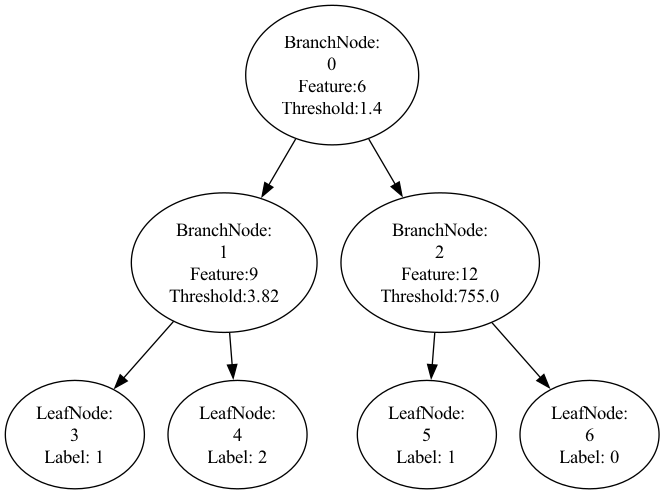 BranchNode:
0
Feature:6
Threshold:1.4
BranchNode:
1
Feature:9
Threshold:3.82
BranchNode:
2
Feature:12
Threshold:755.0
LeafNode:
3
Label: 1
LeafNode:
4
Label: 2
LeafNode:
5
Label: 1
LeafNode:
6
Label: 0